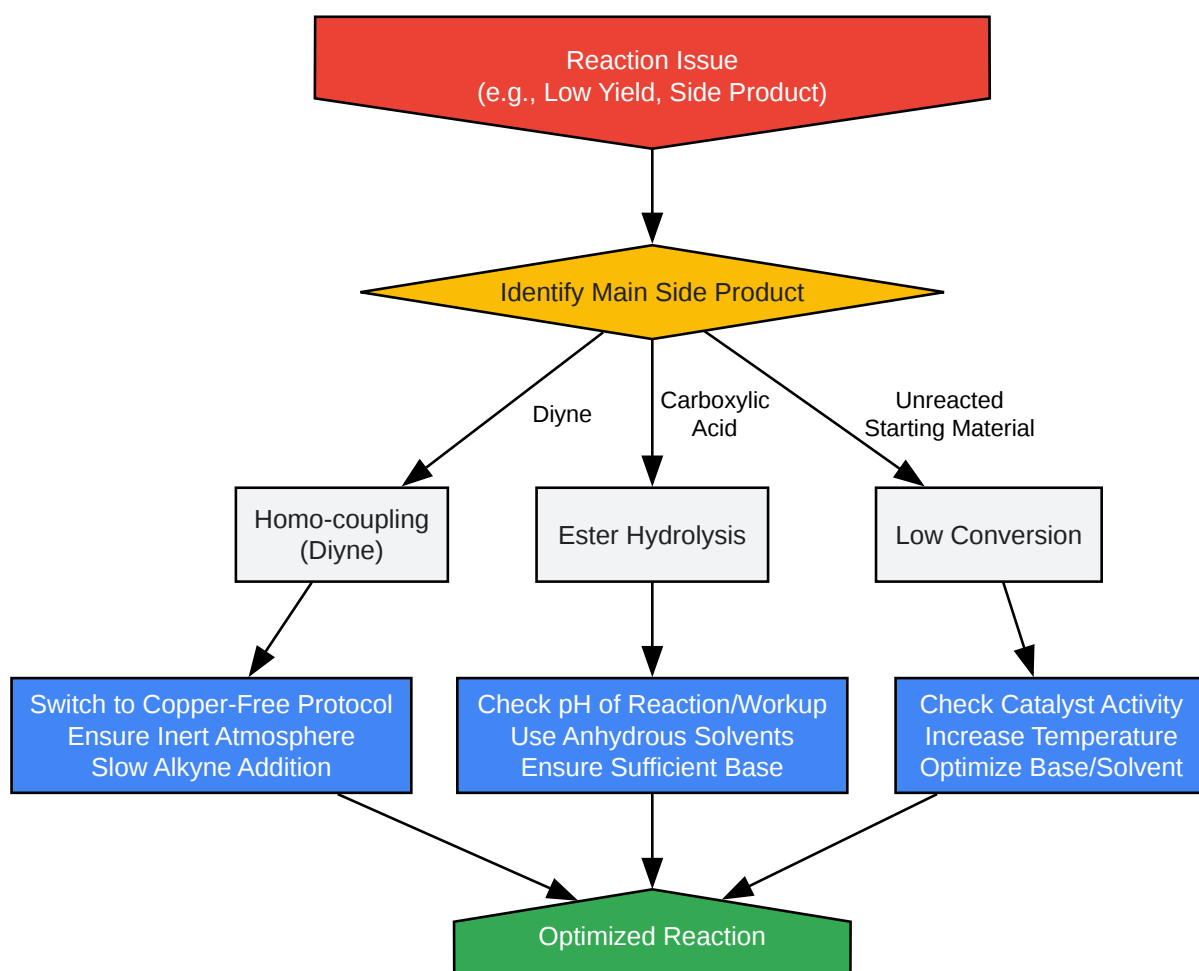 Reaction Issue
(e.g., Low Yield, Side Product)
Identify Main Side Product
Diyne
Carboxylic
Acid
Unreacted
Starting Material
Homo-coupling
(Diyne)
Ester Hydrolysis
Low Conversion
Switch to Copper-Free Protocol
Ensure Inert Atmosphere
Slow Alkyne Addition
Check pH of Reaction/Workup
Use Anhydrous Solvents
Ensure Sufficient Base
Check Catalyst Activity
Increase Temperature
Optimize Base/Solvent
Optimized Reaction